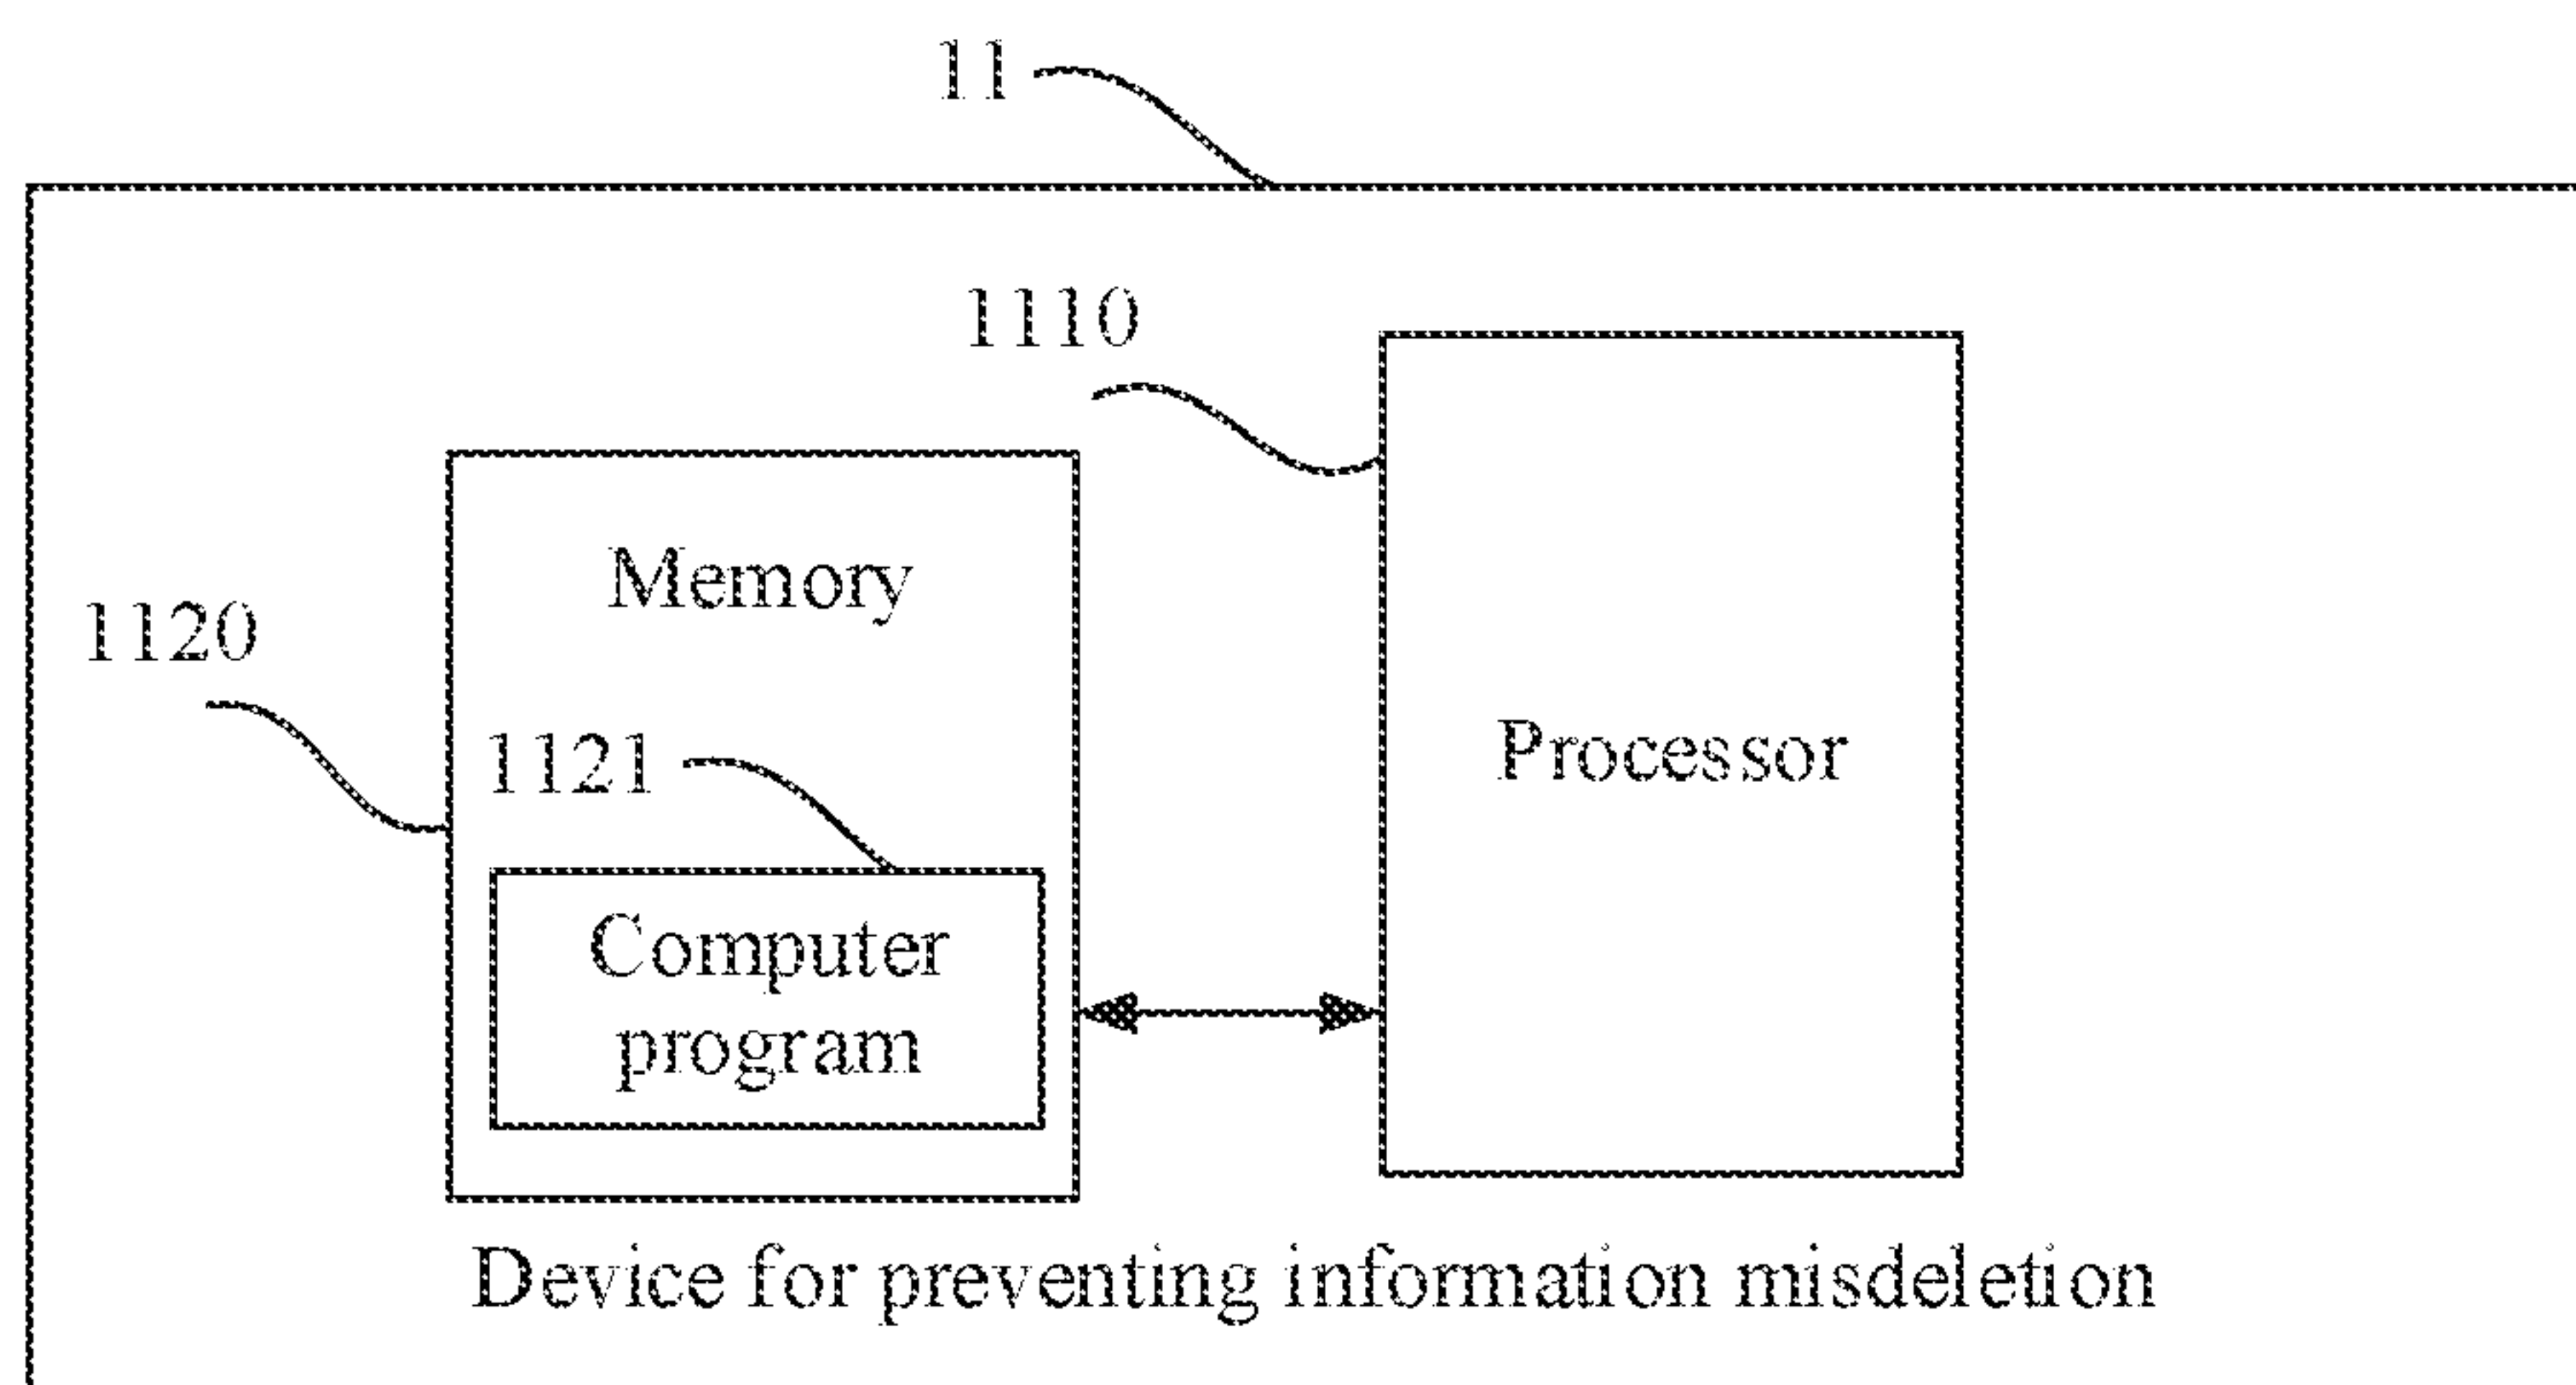 11
1110
Memory
1120
Processor
1121
Computer
program
Device for preventing information misdeletion